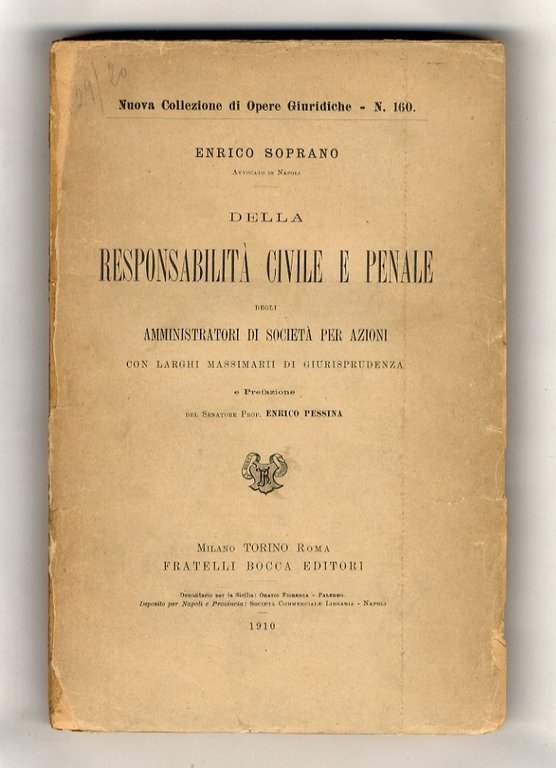 29/20
Nuova Collezione di Opere Giuridiche - N. 160.
ENRICO SOPRANO
AVVOCATO IN NAPOLI
DELLA
RESPONSABILITÀ CIVILE E PENALE
DEGLI
AMMINISTRATORI DI SOCIETÀ PER AZIONI
CON LARGHI MASSIMARII DI GIURISPRUDENZA
e Prefazione
DEL SENATORE PROF. ENRICO PESSINA
MILANO TORINO ROMA
FRATELLI BOCCA EDITORI
Depositario per la Sicilia: ORAZIO FIORENZA - PALERMO.
Deposito per Napoli e Provincia: SOCIETÀ COMMERCIALE LIBRARIA - NAPOLI
1910